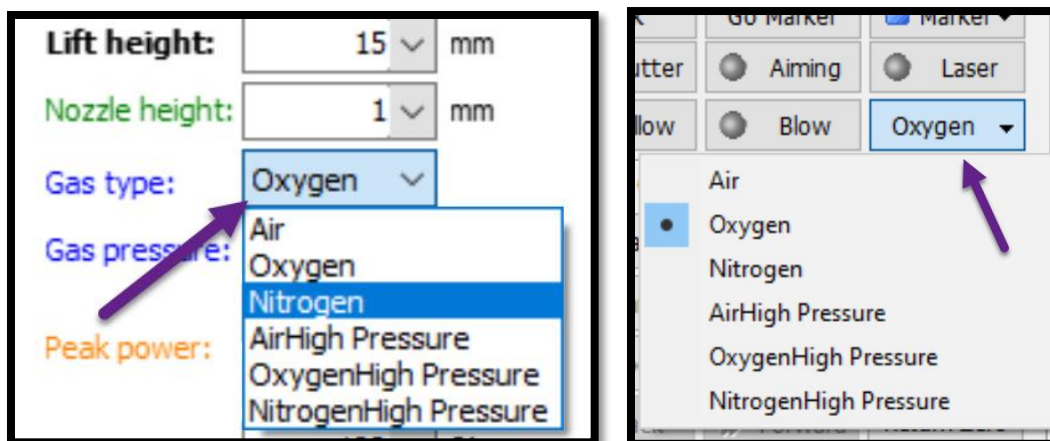 Lift height: 15 mm
Nozzle height: 1 mm
Gas type: Oxygen
Air
Gas pressure:
Oxygen
Nitrogen
Peak power:
AirHigh Pressure
OxygenHigh Pressure
NitrogenHigh Pressure
Go Marker Marker
Aiming Laser
Blow Oxygen
Air
Oxygen
Nitrogen
AirHigh Pressure
OxygenHigh Pressure
NitrogenHigh Pressure